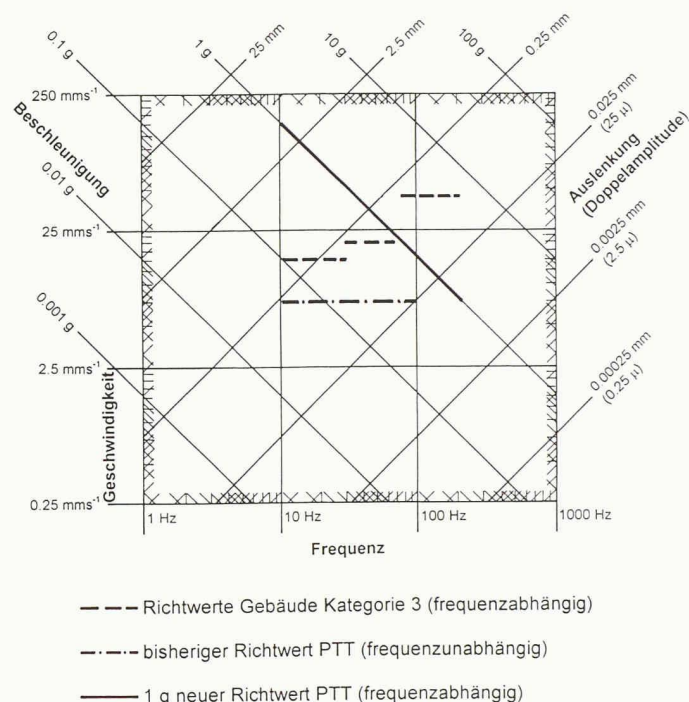 0.1 g
1 g
25 mm
10 g
2.5 mm
100 g
0.25 mm
250 mms⁻¹
Beschleunigung
0.025 mm
(25 µ)
Auslenkung
(Doppelamplitude)
0.01 g
25 mms⁻¹
0.0025 mm
(2.5 µ)
0.001 g
2.5 mms⁻¹
0.00025 mm
(0.25 µ)
Geschwindigkeit
0.25 mms⁻¹
1 Hz
10 Hz
100 Hz
1000 Hz
Frequenz
Richtwerte Gebäude Kategorie 3 (frequenzabhängig)
bisheriger Richtwert PTT (frequenzunabhängig)
1 g neuer Richtwert PTT (frequenzabhängig)